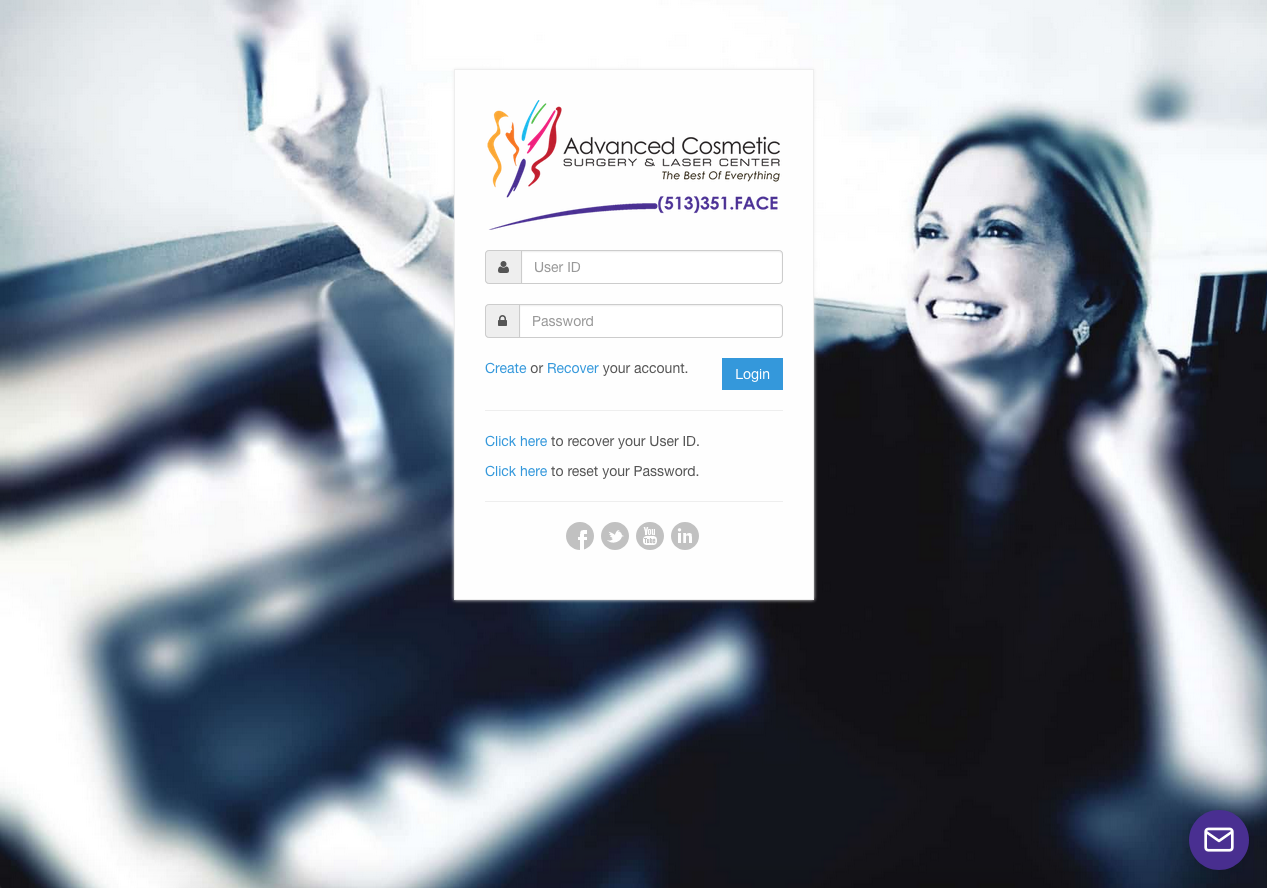 Advanced Cosmetic
SURGERY & LASER CENTER
The Best Of Everything
(513)351.FACE
User ID
Password
Create or Recover your account.
Login
Click here to recover your User ID.
Click here to reset your Password.
You
Tube
in